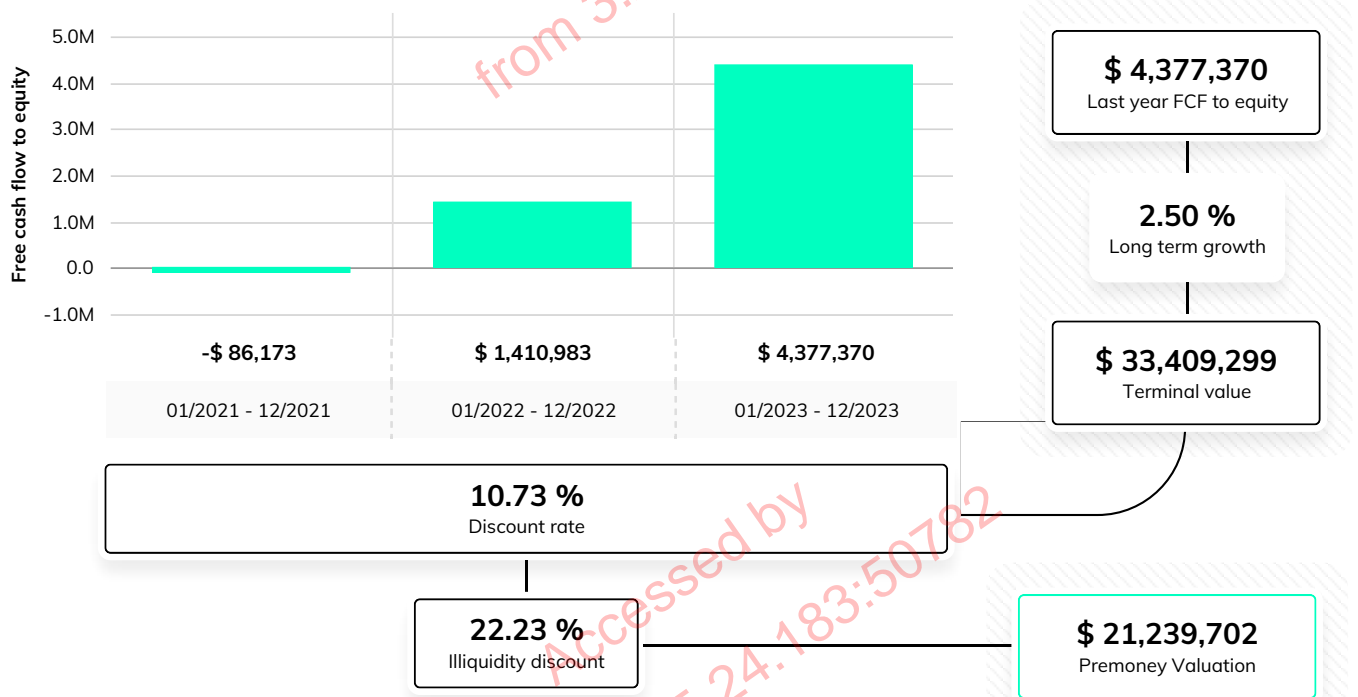 Free cash flow to equity
5.0M
4.0M
3.0M
2.0M
1.0M
0.0
-1.0M
-$ 86,173
$ 1,410,983
$ 4,377,370
01/2021 - 12/2021
01/2022 - 12/2022
01/2023 - 12/2023
$ 4,377,370
Last year FCF to equity
2.50 %
Long term growth
$ 33,409,299
Terminal value
10.73 %
Discount rate
22.23 %
Illiquidity discount
$ 21,239,702
Premoney Valuation
Accessed by
from 3.
24.183:50782